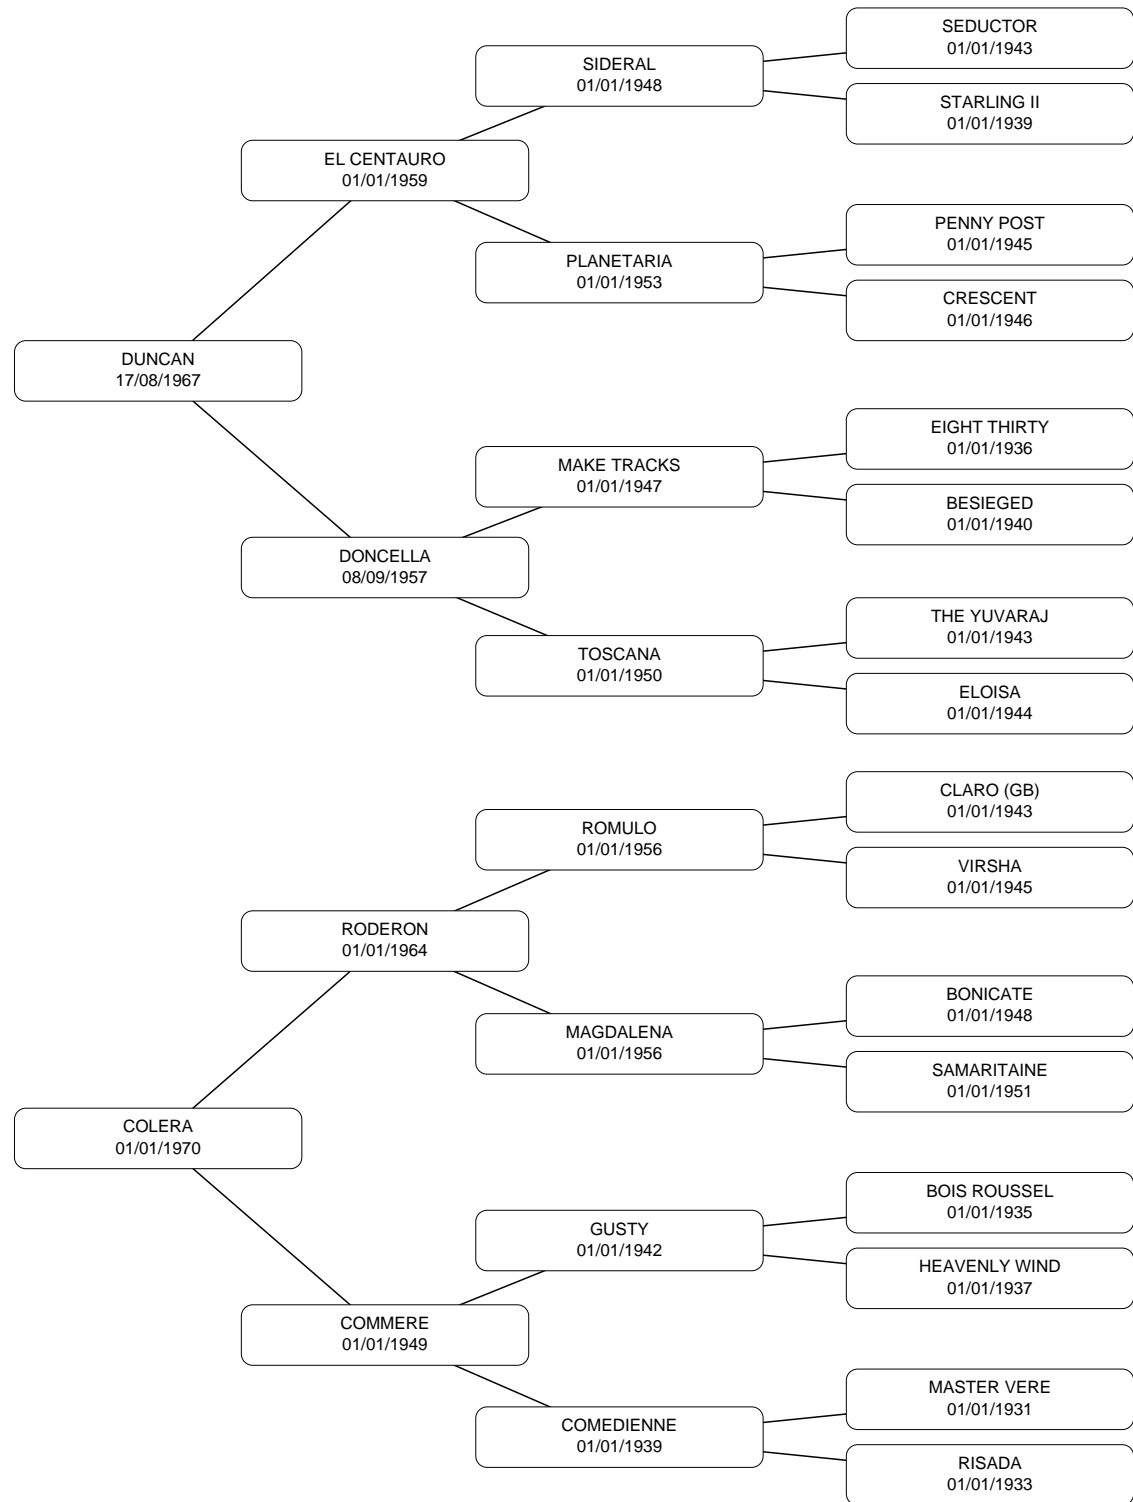 SEDUCTOR
01/01/1943
SIDERAL
01/01/1948
STARLING II
01/01/1939
EL CENTAURO
01/01/1959
PENNY POST
01/01/1945
PLANETARIA
01/01/1953
CRESCENT
01/01/1946
DUNCAN
17/08/1967
EIGHT THIRTY
01/01/1936
MAKE TRACKS
01/01/1947
BESIEGED
01/01/1940
DONCELLA
08/09/1957
THE YUVARAJ
01/01/1943
TOSCANA
01/01/1950
ELOISA
01/01/1944
CLARO (GB)
01/01/1943
ROMULO
01/01/1956
VIRSHA
01/01/1945
RODERON
01/01/1964
BONICATE
01/01/1948
MAGDALENA
01/01/1956
SAMARITAINE
01/01/1951
COLERA
01/01/1970
BOIS ROUSSEL
01/01/1935
GUSTY
01/01/1942
HEAVENLY WIND
01/01/1937
COMMERE
01/01/1949
MASTER VERE
01/01/1931
COMEDIENNE
01/01/1939
RISADA
01/01/1933